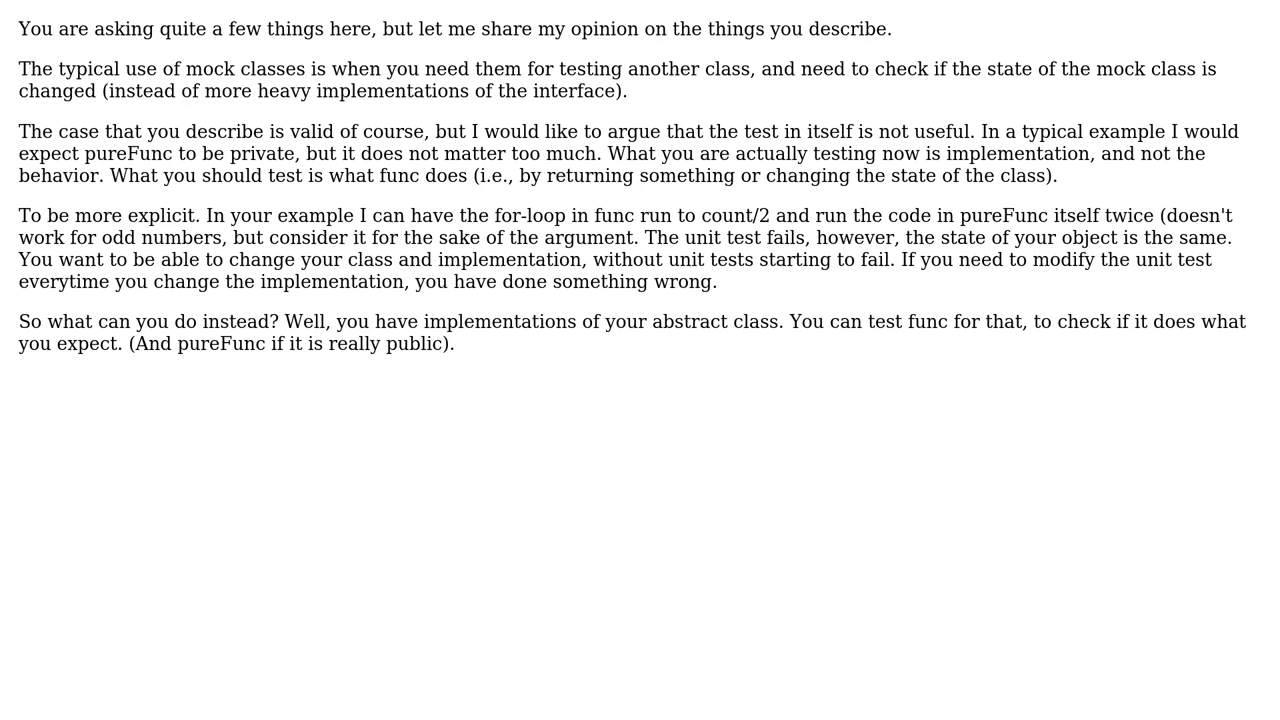 You are asking quite a few things here, but let me share my opinion on the things you describe.
The typical use of mock classes is when you need them for testing another class, and need to check if the state of the mock class is
changed (instead of more heavy implementations of the interface).
The case that you describe is valid of course, but I would like to argue that the test in itself is not useful. In a typical example I would
expect pureFunc to be private, but it does not matter too much. What you are actually testing now is implementation, and not the
behavior. What you should test is what func does (i.e., by returning something or changing the state of the class).
To be more explicit. In your example I can have the for-loop in func run to count/2 and run the code in pureFunc itself twice (doesn't
work for odd numbers, but consider it for the sake of the argument. The unit test fails, however, the state of your object is the same.
You want to be able to change your class and implementation, without unit tests starting to fail. If you need to modify the unit test
everytime you change the implementation, you have done something wrong.
So what can you do instead? Well, you have implementations of your abstract class. You can test func for that, to check if it does what
you expect. (And pureFunc if it is really public).